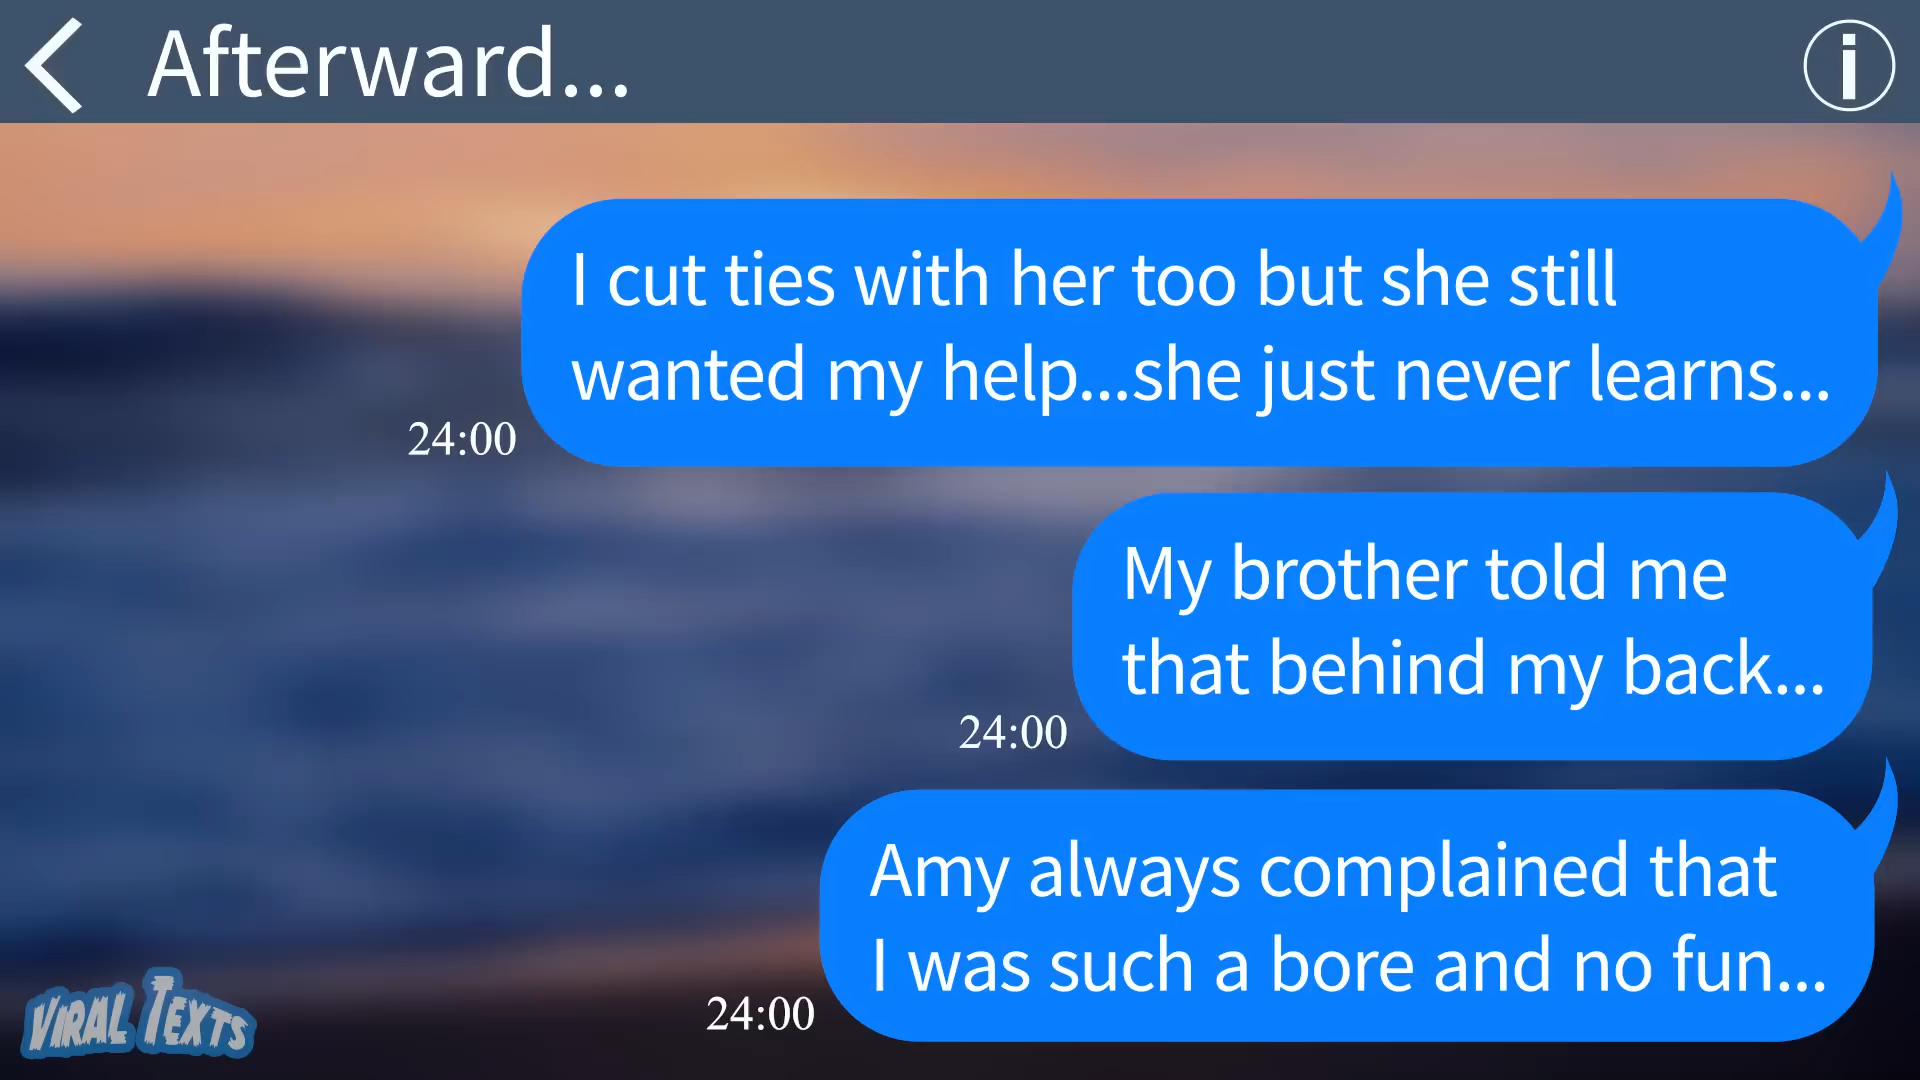 Afterward...
I cut ties with her too but she still
wanted my help...she just never learns...
24:00
My brother told me
that behind my back...
24:00
Amy always complained that
I was such a bore and no fun...
24:00
VIRAL TEXTS